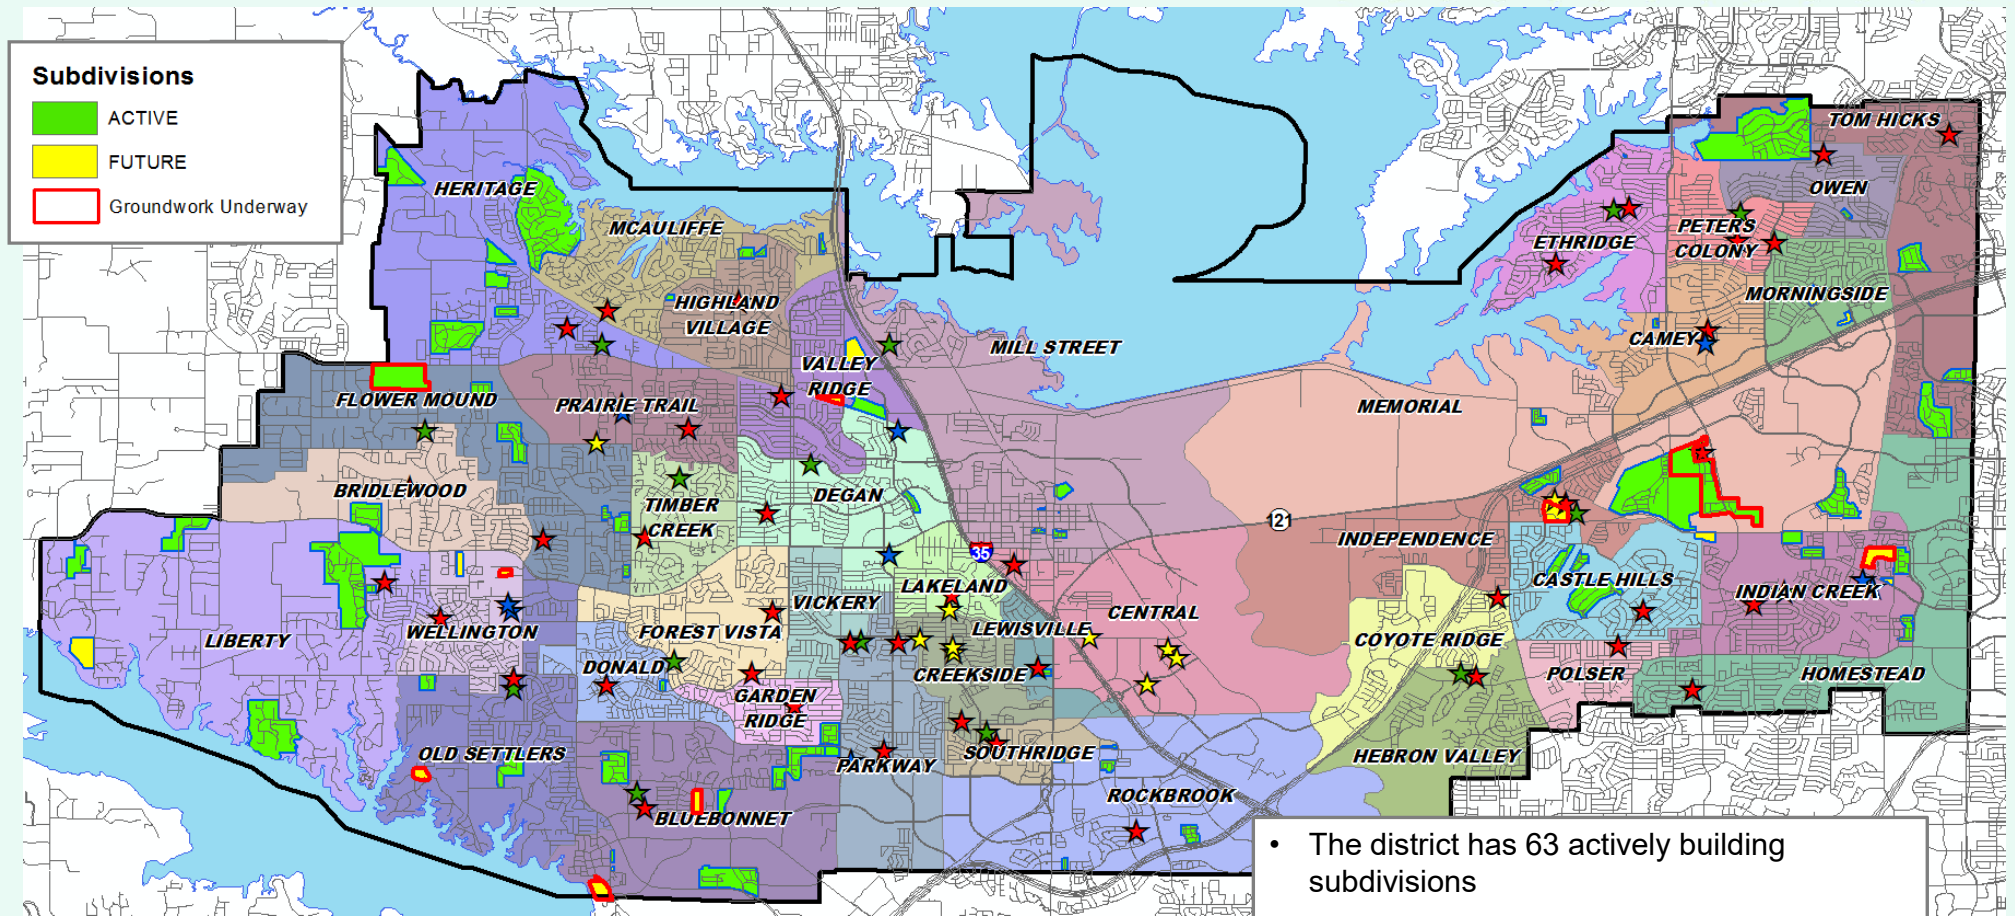 Subdivisions
ACTIVE
FUTURE
Groundwork Underway
TOM HICKS
HERITAGE
OWEN
MCAULIFFE
PETERS
COLONY
ETHRIDGE
MORNINGSIDE
HIGHLAND
VILLAGE
CAMEY
MILL STREET
VALLEY
RIDGE
FLOWER MOUND
PRAIRIE TRAIL
MEMORIAL
BRIDLEWOOD
DEGAN
TIMBER
CREEK
121
INDEPENDENCE
35
LAKELAND
CASTLE HILLS
INDIAN CREEK
VICKERY
CENTRAL
LIBERTY
WELLINGTON
FOREST VISTA
LEWISVILLE
COYOTE RIDGE
DONALD
CREEKSIDE
POLSER
HOMESTEAD
GARDEN
RIDGE
OLD SETTLERS
PARKWAY
SOUTHRIDGE
HEBRON VALLEY
ROCKBROOK
BLUEBONNET
• The district has 63 actively building
subdivisions